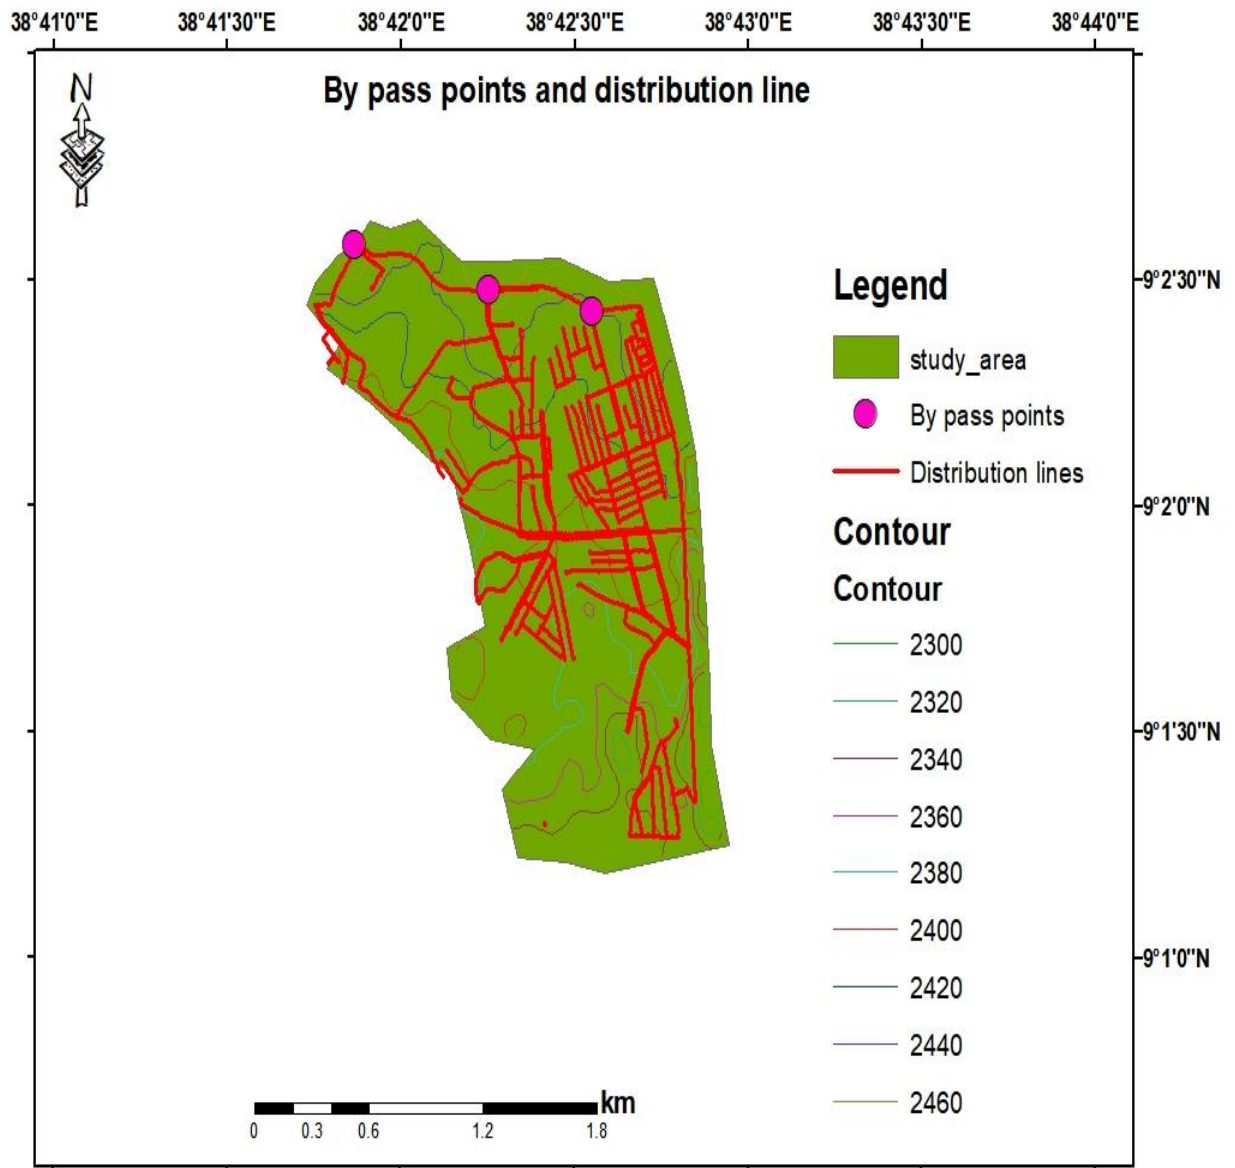 38°41'0"E 38°41'30"E 38°42'0"E 38°42'30"E 38°43'0"E 38°43'30"E 38°44'0"E
N
By pass points and distribution line
9°2'30"N
9°2'0"N
9°1'30"N
9°1'0"N
Legend
study_area
By pass points
Distribution lines
Contour
Contour
2300
2320
2340
2360
2380
2400
2420
2440
2460
km
0 0.3 0.6 1.2 1.8